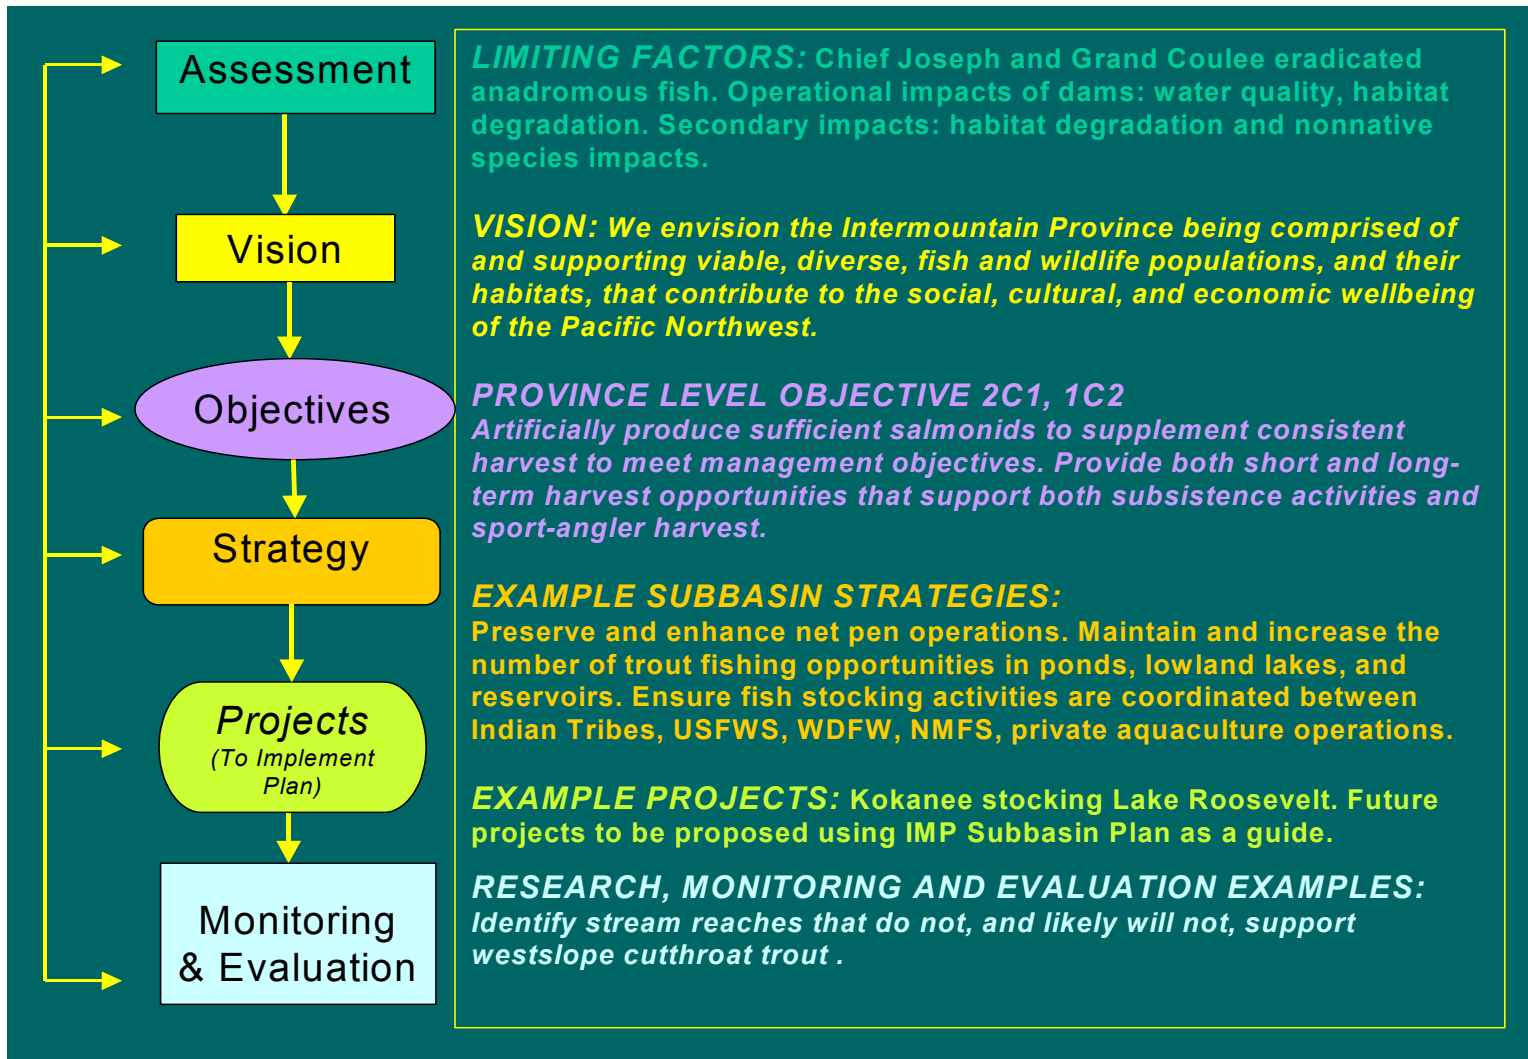 Assessment
Vision
Objectives
Strategy
Projects
(To Implement
Plan)
Monitoring
& Evaluation
LIMITING FACTORS: Chief Joseph and Grand Coulee eradicated
anadromous fish. Operational impacts of dams: water quality, habitat
degradation. Secondary impacts: habitat degradation and nonnative
species impacts.
VISION: We envision the Intermountain Province being comprised of
and supporting viable, diverse, fish and wildlife populations, and their
habitats, that contribute to the social, cultural, and economic wellbeing
of the Pacific Northwest.
PROVINCE LEVEL OBJECTIVE 2C1, 1C2
Artificially produce sufficient salmonids to supplement consistent
harvest to meet management objectives. Provide both short and long-
term harvest opportunities that support both subsistence activities and
sport-angler harvest.
EXAMPLE SUBBASIN STRATEGIES:
Preserve and enhance net pen operations. Maintain and increase the
number of trout fishing opportunities in ponds, lowland lakes, and
reservoirs. Ensure fish stocking activities are coordinated between
Indian Tribes, USFWS, WDFW, NMFS, private aquaculture operations.
EXAMPLE PROJECTS: Kokanee stocking Lake Roosevelt. Future
projects to be proposed using IMP Subbasin Plan as a guide.
RESEARCH, MONITORING AND EVALUATION EXAMPLES:
Identify stream reaches that do not, and likely will not, support
westslope cutthroat trout .